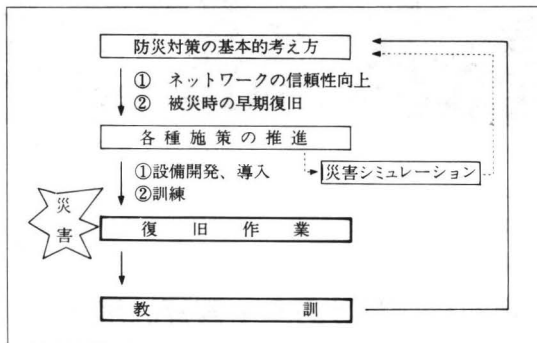 防災対策の基本的考え方
① ネットワークの信頼性向上
② 被災時の早期復旧
各種施策の推進
①設備開発、導入
②訓練
災害シミュレーション
災害
復旧作業
教訓